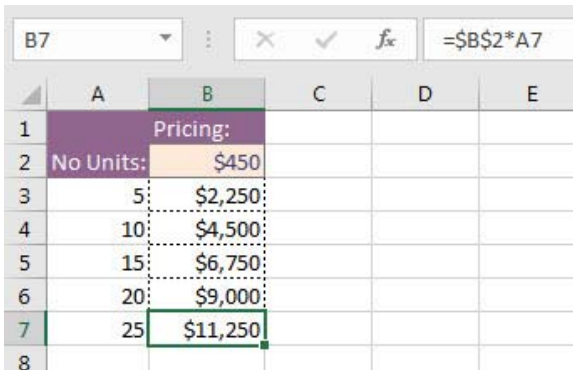 B7 fx =$B$2*A7
A B C D E
1 Pricing:
2 No Units: $450
3 5 $2,250
4 10 $4,500
5 15 $6,750
6 20 $9,000
7 25 $11,250
8